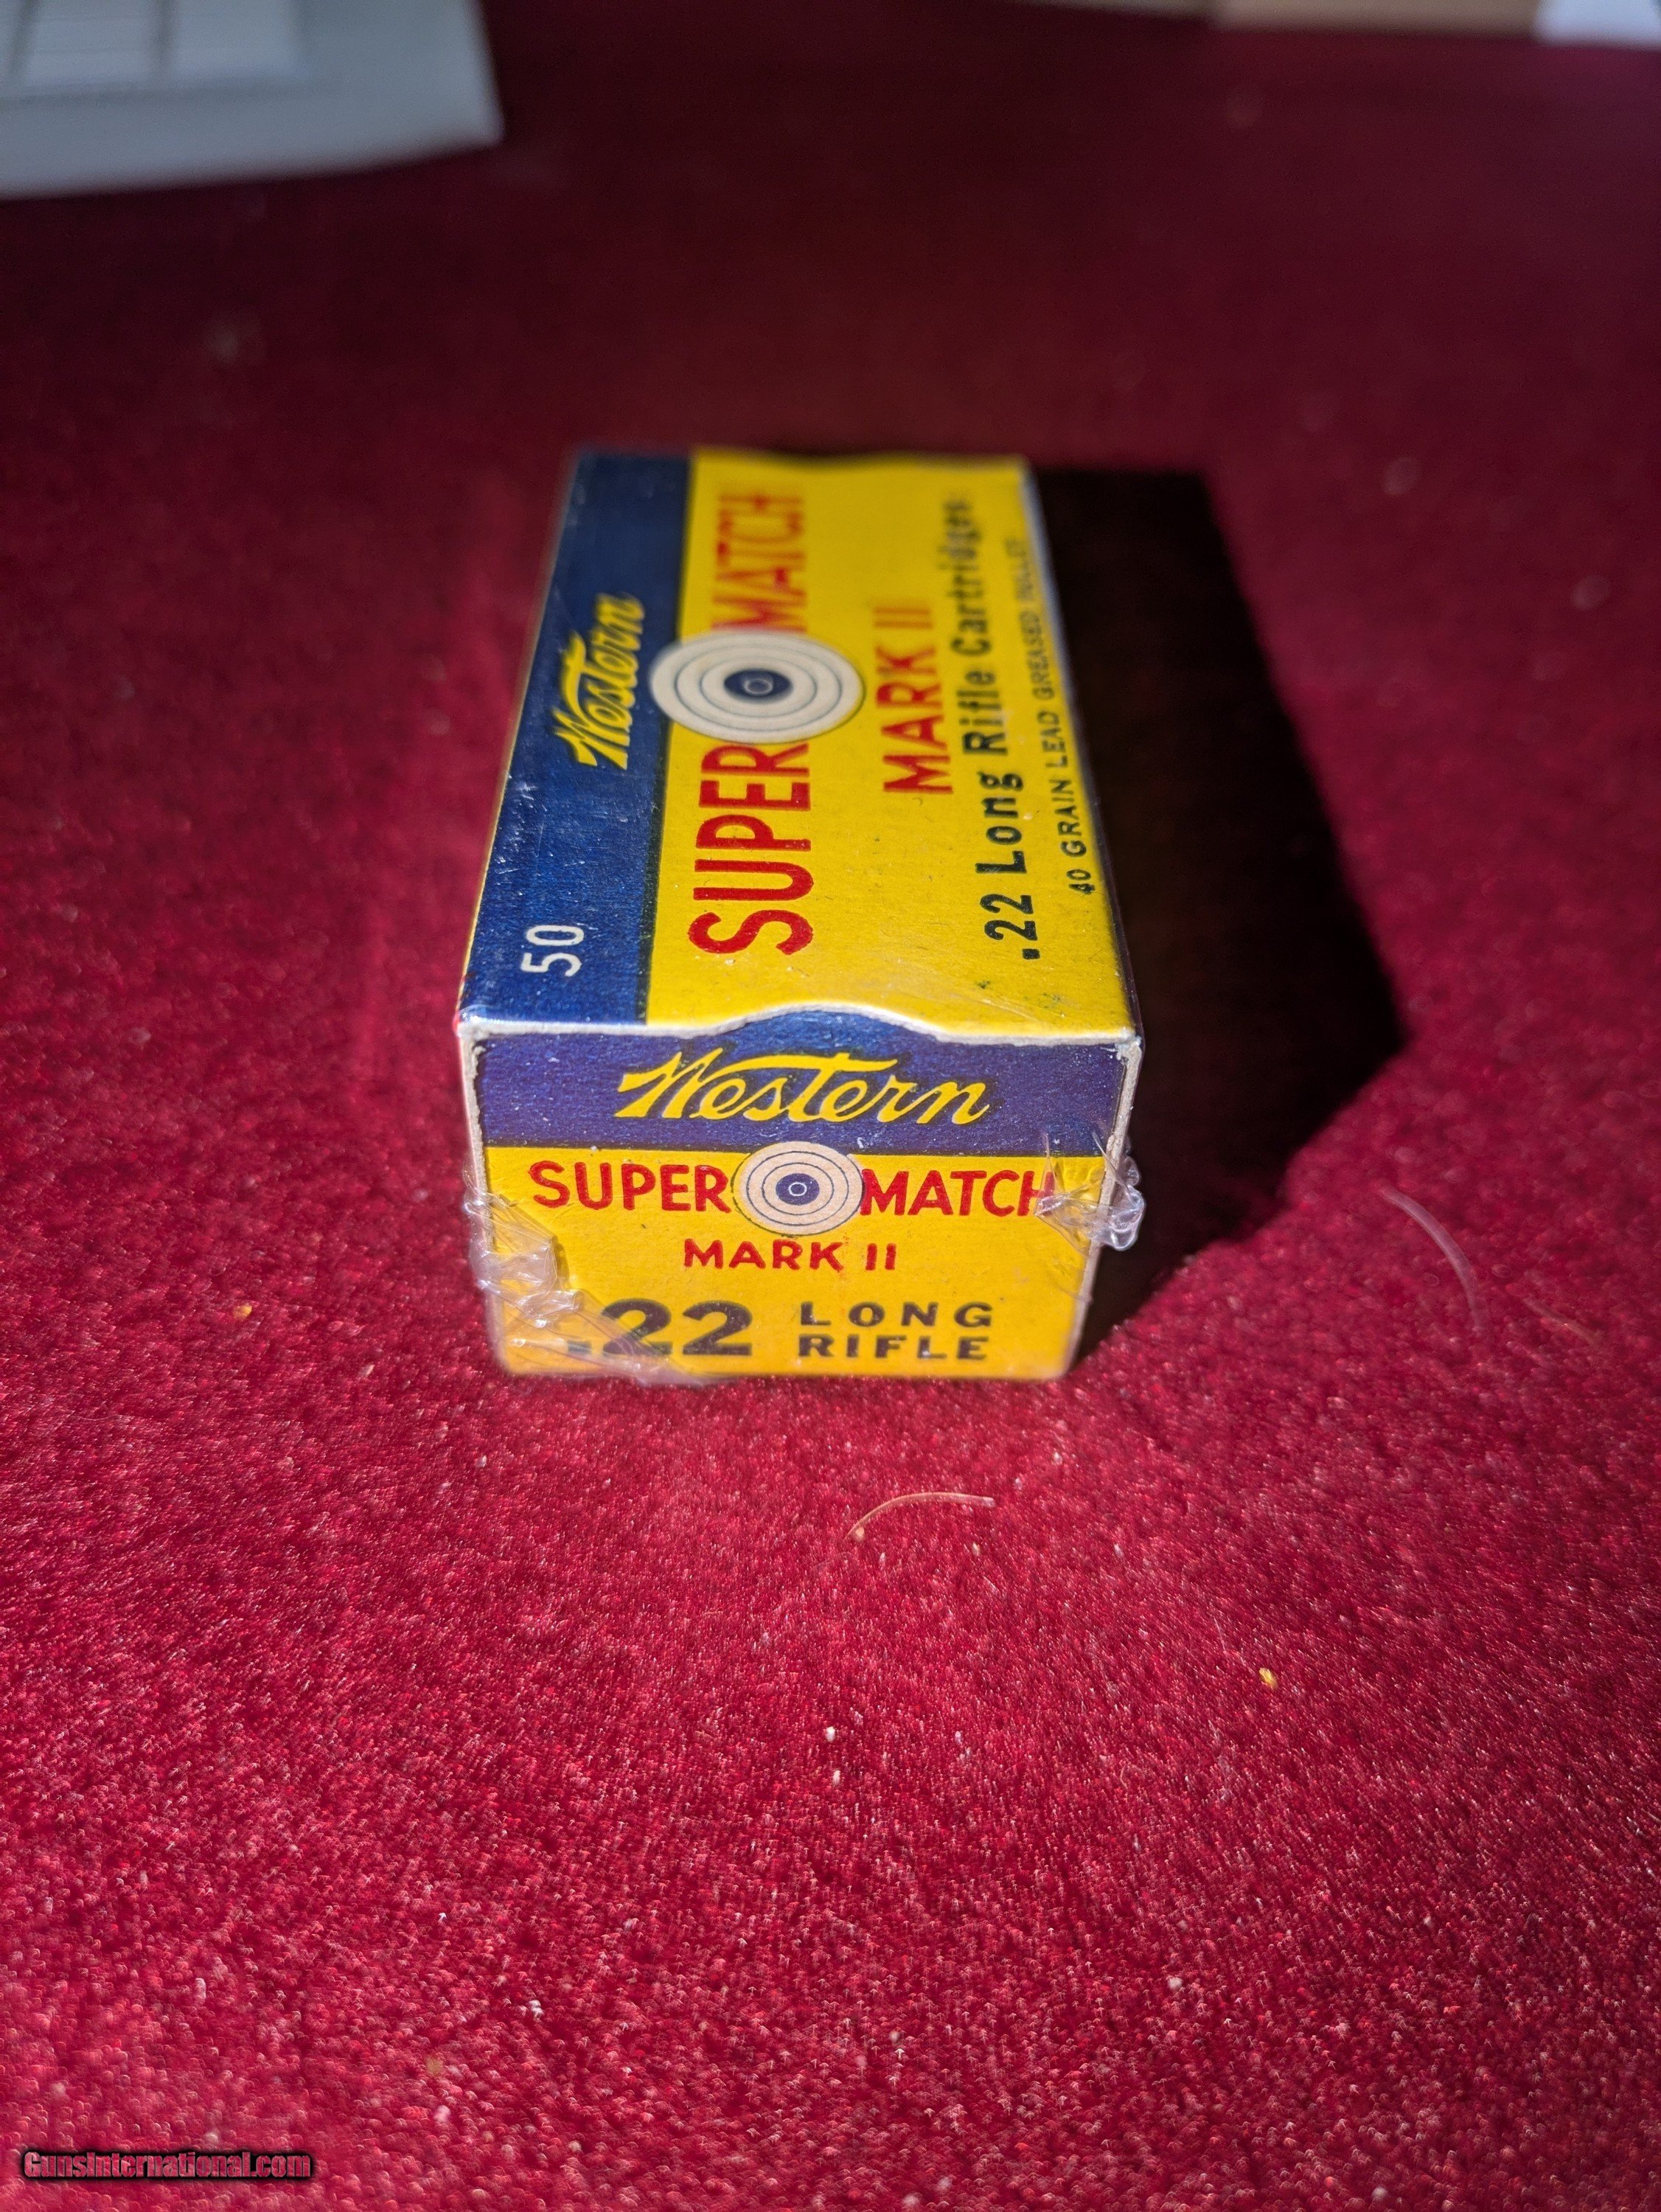 50 Western
SUPER MATCH
MARK II
.22 Long Rifle Cartridges
40 GRAIN LEAD GREASED BULLET
Western
SUPER MATCH
MARK II
.22 LONG
RIFLE
GunsInternational.com